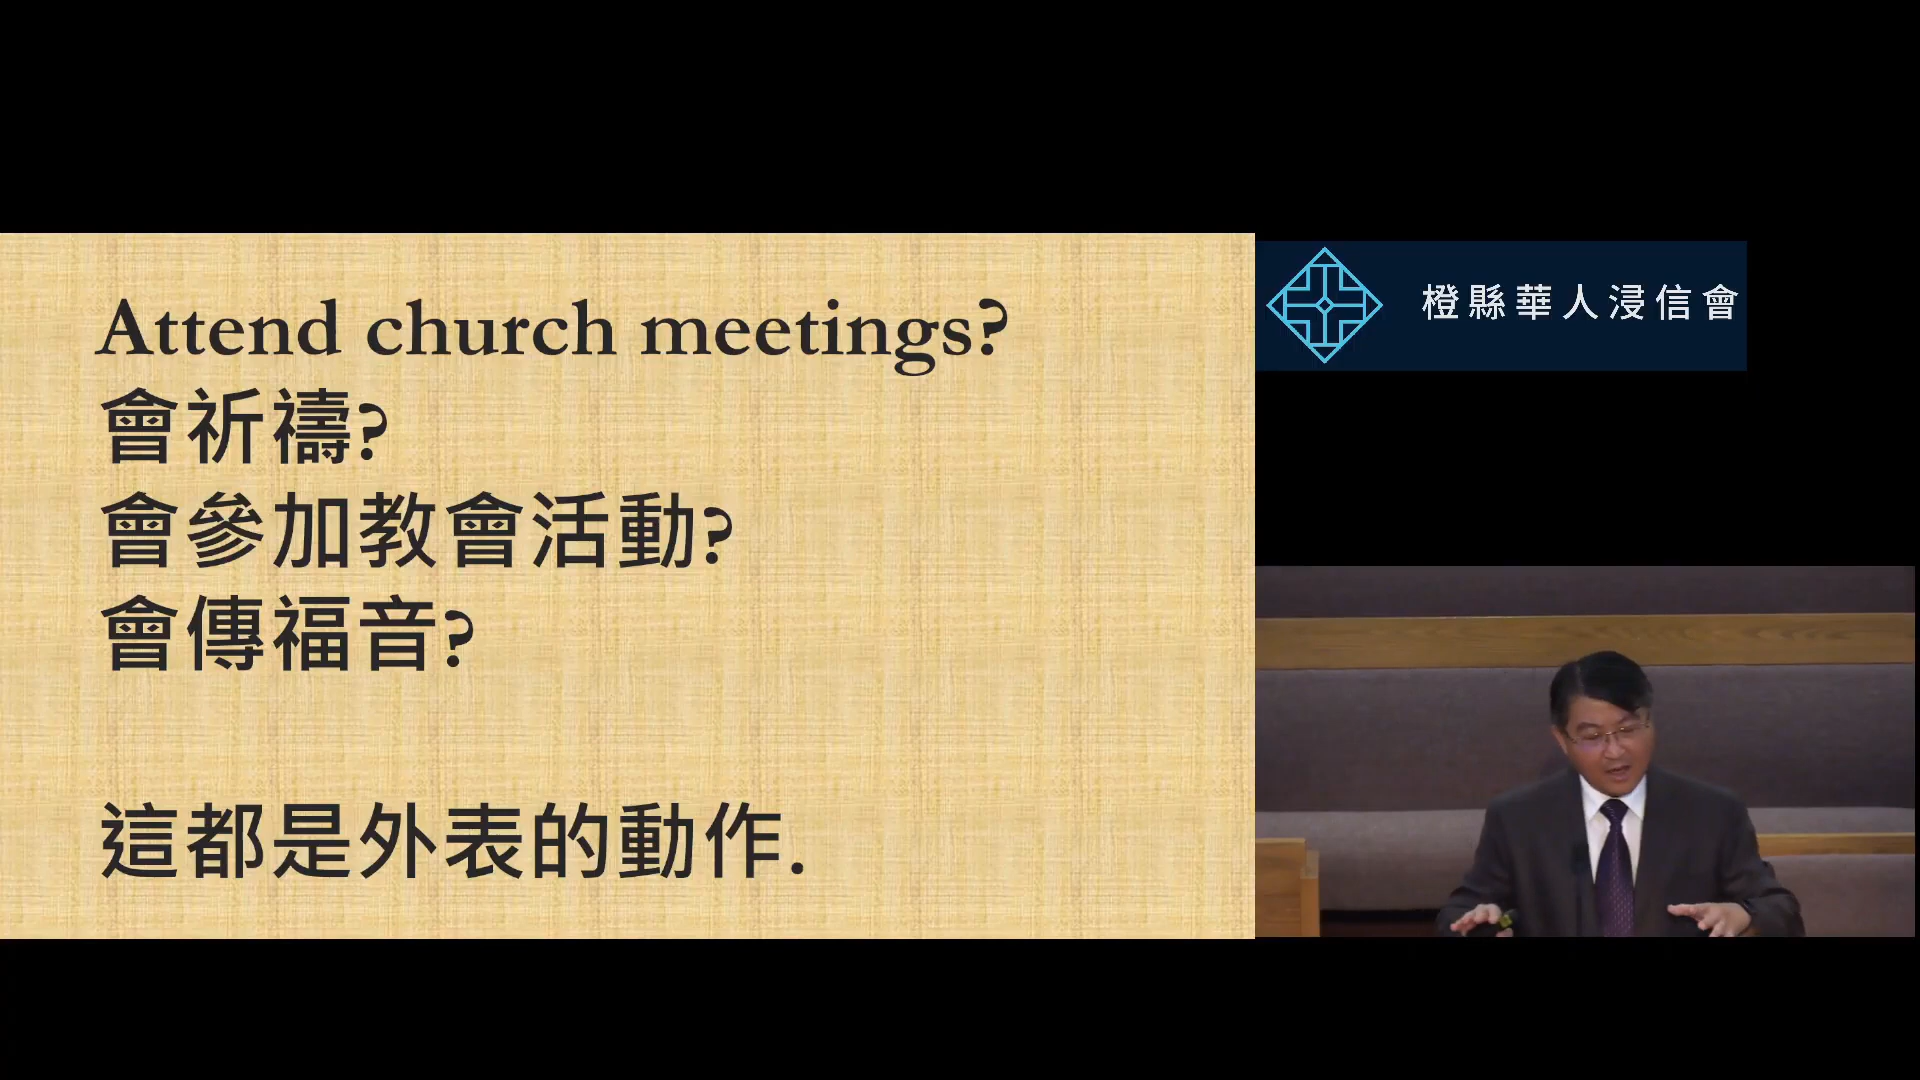 Attend church meetings?
會祈禱?
會參加教會活動?
會傳福音?
這都是外表的動作.
橙縣華人浸信會